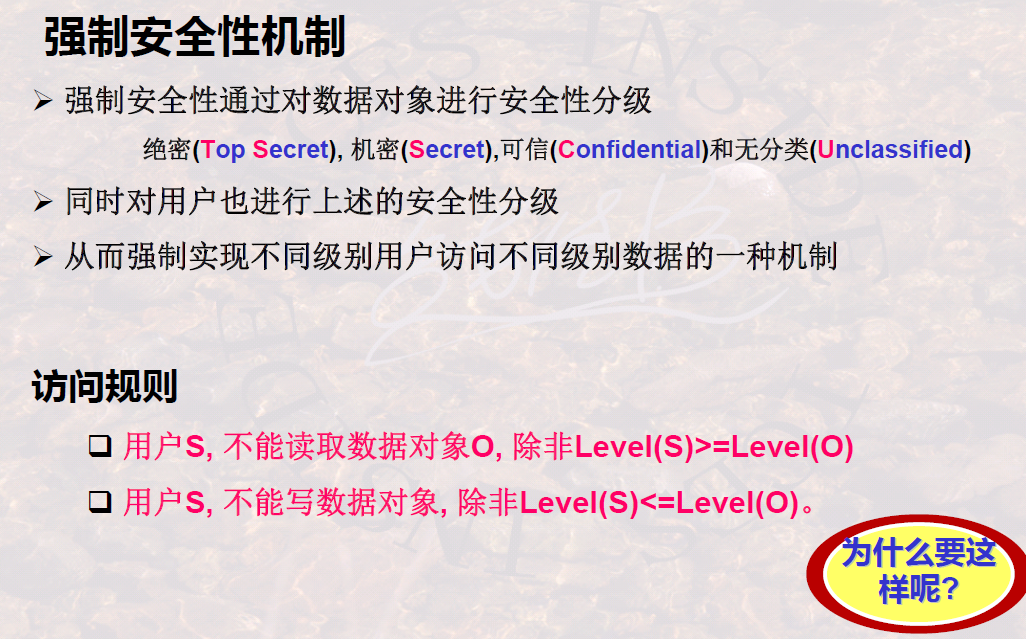 强制安全性机制
强制安全性通过对数据对象进行安全性分级
绝密(Top Secret), 机密(Secret),可信(Confidential)和无分类(Unclassified)
同时对用户也进行上述的安全性分级
从而强制实现不同级别用户访问不同级别数据的一种机制
访问规则
用户S, 不能读取数据对象O, 除非Level(S)>=Level(O)
用户S, 不能写数据对象, 除非Level(S)<=Level(O)。
为什么要这
样呢?